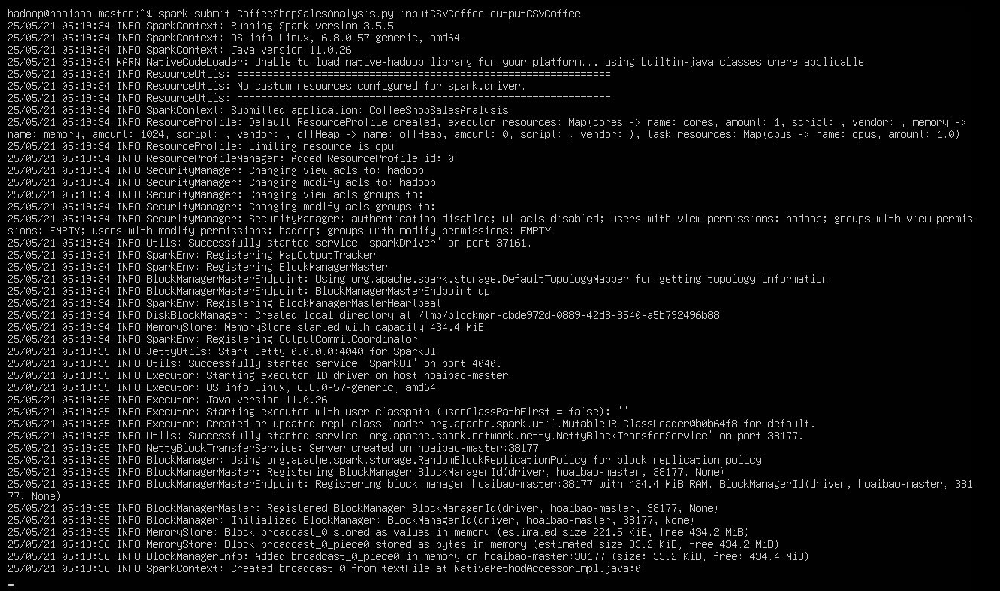 hadoop@hoaibao-master:~$ spark-submit CoffeeShopSalesAnalysis.py inputCSVCoffee outputCSVCoffee
25/05/21 05:19:34 INFO SparkContext: Running Spark version 3.5.5
25/05/21 05:19:34 INFO SparkContext: OS info Linux, 6.8.0-57-generic, amd64
25/05/21 05:19:34 INFO SparkContext: Java version 11.0.26
25/05/21 05:19:34 WARN NativeCodeLoader: Unable to load native-hadoop library for your platform... using builtin-java classes where applicable
25/05/21 05:19:34 INFO ResourceUtils: ==============================================================
25/05/21 05:19:34 INFO ResourceUtils: No custom resources configured for spark.driver.
25/05/21 05:19:34 INFO ResourceUtils: ==============================================================
25/05/21 05:19:34 INFO SparkContext: Submitted application: CoffeeShopSalesAnalysis
25/05/21 05:19:34 INFO ResourceProfile: Default ResourceProfile created, executor resources: Map(cores -> name: cores, amount: 1, script: , vendor: , memory ->
name: memory, amount: 1024, script: , vendor: , offHeap -> name: offHeap, amount: 0, script: , vendor: ), task resources: Map(cpus -> name: cpus, amount: 1.0)
25/05/21 05:19:34 INFO ResourceProfile: Limiting resource is cpu
25/05/21 05:19:34 INFO ResourceProfileManager: Added ResourceProfile id: 0
25/05/21 05:19:34 INFO SecurityManager: Changing view acls to: hadoop
25/05/21 05:19:34 INFO SecurityManager: Changing modify acls to: hadoop
25/05/21 05:19:34 INFO SecurityManager: Changing view acls groups to:
25/05/21 05:19:34 INFO SecurityManager: Changing modify acls groups to:
25/05/21 05:19:34 INFO SecurityManager: SecurityManager: authentication disabled; ui acls disabled; users with view permissions: hadoop; groups with view permis
sions: EMPTY; users with modify permissions: hadoop; groups with modify permissions: EMPTY
25/05/21 05:19:34 INFO Utils: Successfully started service 'sparkDriver' on port 37161.
25/05/21 05:19:34 INFO SparkEnv: Registering MapOutputTracker
25/05/21 05:19:34 INFO SparkEnv: Registering BlockManagerMaster
25/05/21 05:19:34 INFO BlockManagerMasterEndpoint: Using org.apache.spark.storage.DefaultTopologyMapper for getting topology information
25/05/21 05:19:34 INFO BlockManagerMasterEndpoint: BlockManagerMasterEndpoint up
25/05/21 05:19:34 INFO SparkEnv: Registering BlockManagerMasterHeartbeat
25/05/21 05:19:34 INFO DiskBlockManager: Created local directory at /tmp/blockmgr-cbde972d-0889-42d8-8540-a5b792496b88
25/05/21 05:19:34 INFO MemoryStore: MemoryStore started with capacity 434.4 MiB
25/05/21 05:19:34 INFO SparkEnv: Registering OutputCommitCoordinator
25/05/21 05:19:35 INFO JettyUtils: Start Jetty 0.0.0.0:4040 for SparkUI
25/05/21 05:19:35 INFO Utils: Successfully started service 'SparkUI' on port 4040.
25/05/21 05:19:35 INFO Executor: Starting executor ID driver on host hoaibao-master
25/05/21 05:19:35 INFO Executor: OS info Linux, 6.8.0-57-generic, amd64
25/05/21 05:19:35 INFO Executor: Java version 11.0.26
25/05/21 05:19:35 INFO Executor: Starting executor with user classpath (userClassPathFirst = false): ''
25/05/21 05:19:35 INFO Executor: Created or updated repl class loader org.apache.spark.util.MutableURLClassLoader@b0b64f8 for default.
25/05/21 05:19:35 INFO Utils: Successfully started service 'org.apache.spark.network.netty.NettyBlockTransferService' on port 38177.
25/05/21 05:19:35 INFO NettyBlockTransferService: Server created on hoaibao-master:38177
25/05/21 05:19:35 INFO BlockManager: Using org.apache.spark.storage.RandomBlockReplicationPolicy for block replication policy
25/05/21 05:19:35 INFO BlockManagerMaster: Registering BlockManager BlockManagerId(driver, hoaibao-master, 38177, None)
25/05/21 05:19:35 INFO BlockManagerMasterEndpoint: Registering block manager hoaibao-master:38177 with 434.4 MiB RAM, BlockManagerId(driver, hoaibao-master, 381
77, None)
25/05/21 05:19:35 INFO BlockManagerMaster: Registered BlockManager BlockManagerId(driver, hoaibao-master, 38177, None)
25/05/21 05:19:35 INFO BlockManager: Initialized BlockManager: BlockManagerId(driver, hoaibao-master, 38177, None)
25/05/21 05:19:35 INFO MemoryStore: Block broadcast_0 stored as values in memory (estimated size 221.5 KiB, free 434.2 MiB)
25/05/21 05:19:36 INFO MemoryStore: Block broadcast_0_piece0 stored as bytes in memory (estimated size 33.2 KiB, free 434.2 MiB)
25/05/21 05:19:36 INFO BlockManagerInfo: Added broadcast_0_piece0 in memory on hoaibao-master:38177 (size: 33.2 KiB, free: 434.4 MiB)
25/05/21 05:19:36 INFO SparkContext: Created broadcast 0 from textFile at NativeMethodAccessorImpl.java:0